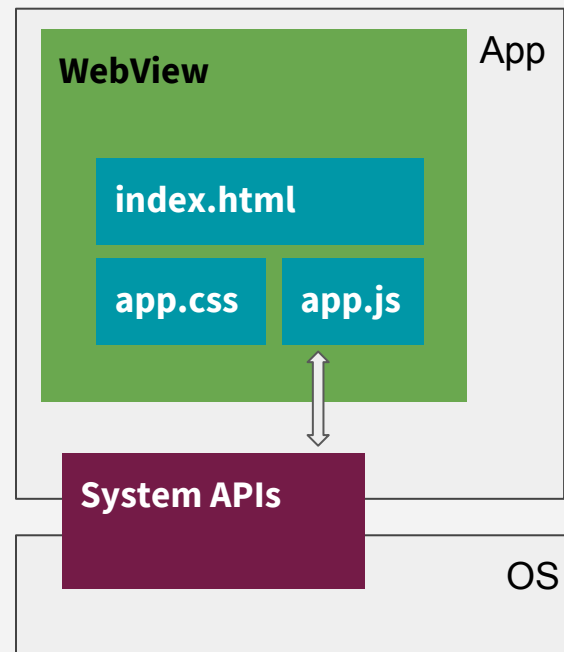 App
WebView
index.html
app.css
app.js
System APIs
OS